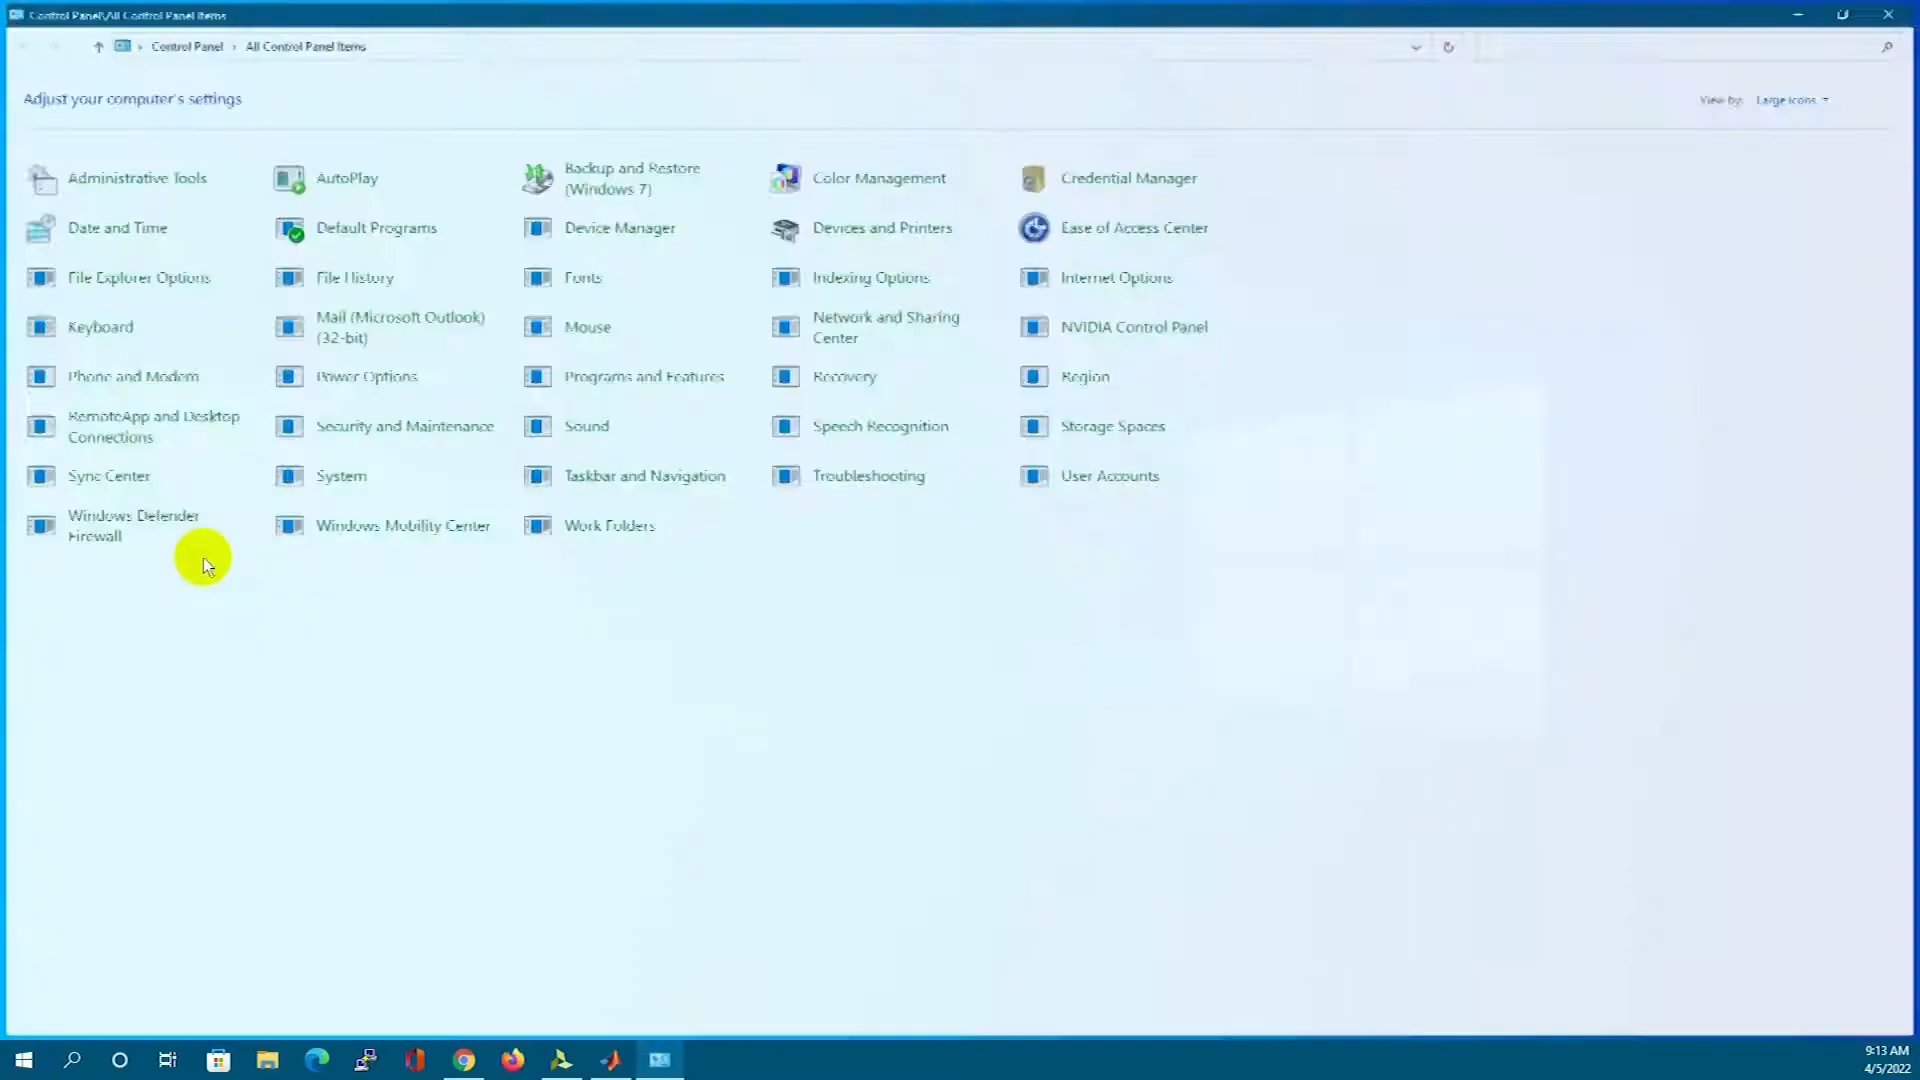 Control Panel\All Control Panel Items
Control Panel › All Control Panel Items
Adjust your computer's settings
View by: Large icons
Administrative Tools
AutoPlay
Backup and Restore
(Windows 7)
Color Management
Credential Manager
Date and Time
Default Programs
Device Manager
Devices and Printers
Ease of Access Center
File Explorer Options
File History
Fonts
Indexing Options
Internet Options
Keyboard
Mail (Microsoft Outlook)
(32-bit)
Mouse
Network and Sharing
Center
NVIDIA Control Panel
Phone and Modem
Power Options
Programs and Features
Recovery
Region
RemoteApp and Desktop
Connections
Security and Maintenance
Sound
Speech Recognition
Storage Spaces
Sync Center
System
Taskbar and Navigation
Troubleshooting
User Accounts
Windows Defender
Firewall
Windows Mobility Center
Work Folders
9:13 AM
4/5/2022